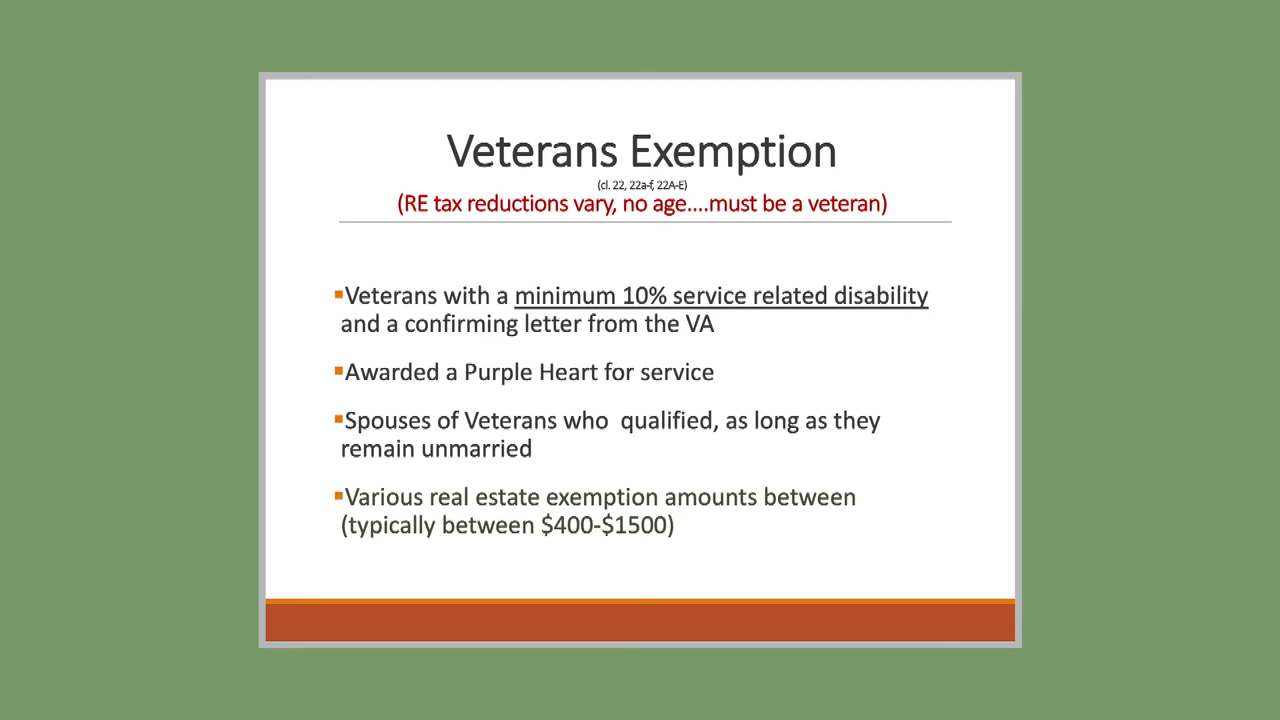 Veterans Exemption
(cl. 22, 22a-f, 22A-E)
(RE tax reductions vary, no age....must be a veteran)
▪Veterans with a minimum 10% service related disability
and a confirming letter from the VA
▪Awarded a Purple Heart for service
▪Spouses of Veterans who  qualified, as long as they
remain unmarried
▪Various real estate exemption amounts between
(typically between $400-$1500)